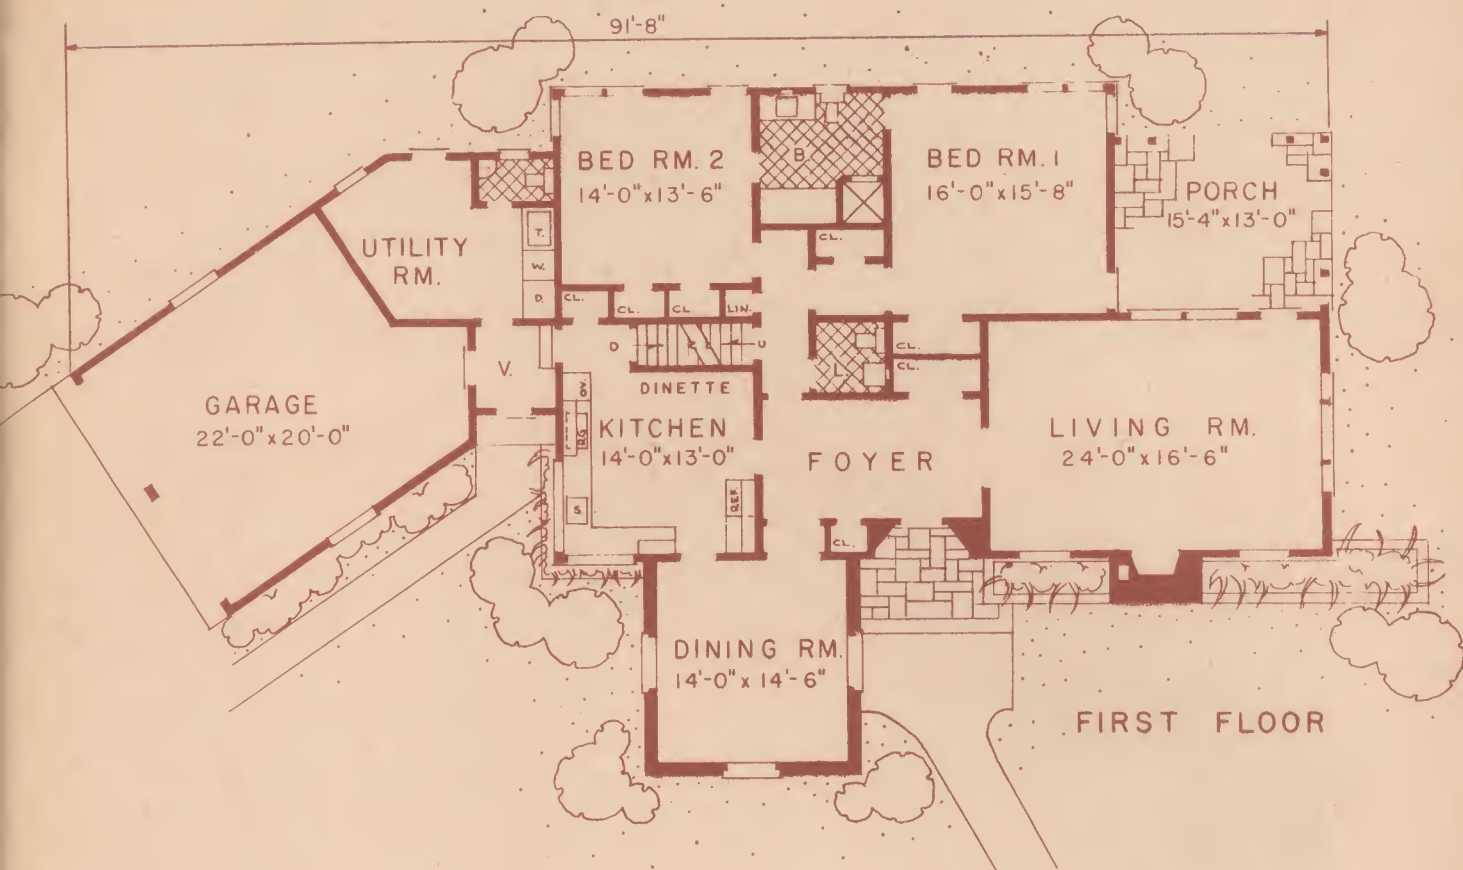 91'-8"
BED RM. 2
14'-0"x13'-6"
B.
BED RM. 1
16'-0"x15'-8"
PORCH
15'-4"x13'-0"
UTILITY
RM.
T.
W.
D.
CL.
CL.
CL.
CL.
LIN.
D
U
V.
DINETTE
L.
CL.
CL.
GARAGE
22'-0"x20'-0"
OV.
RG
KITCHEN
14'-0"x13'-0"
S
REF.
FOYER
LIVING RM.
24'-0"x16'-6"
CL.
DINING RM.
14'-0"x14'-6"
FIRST FLOOR